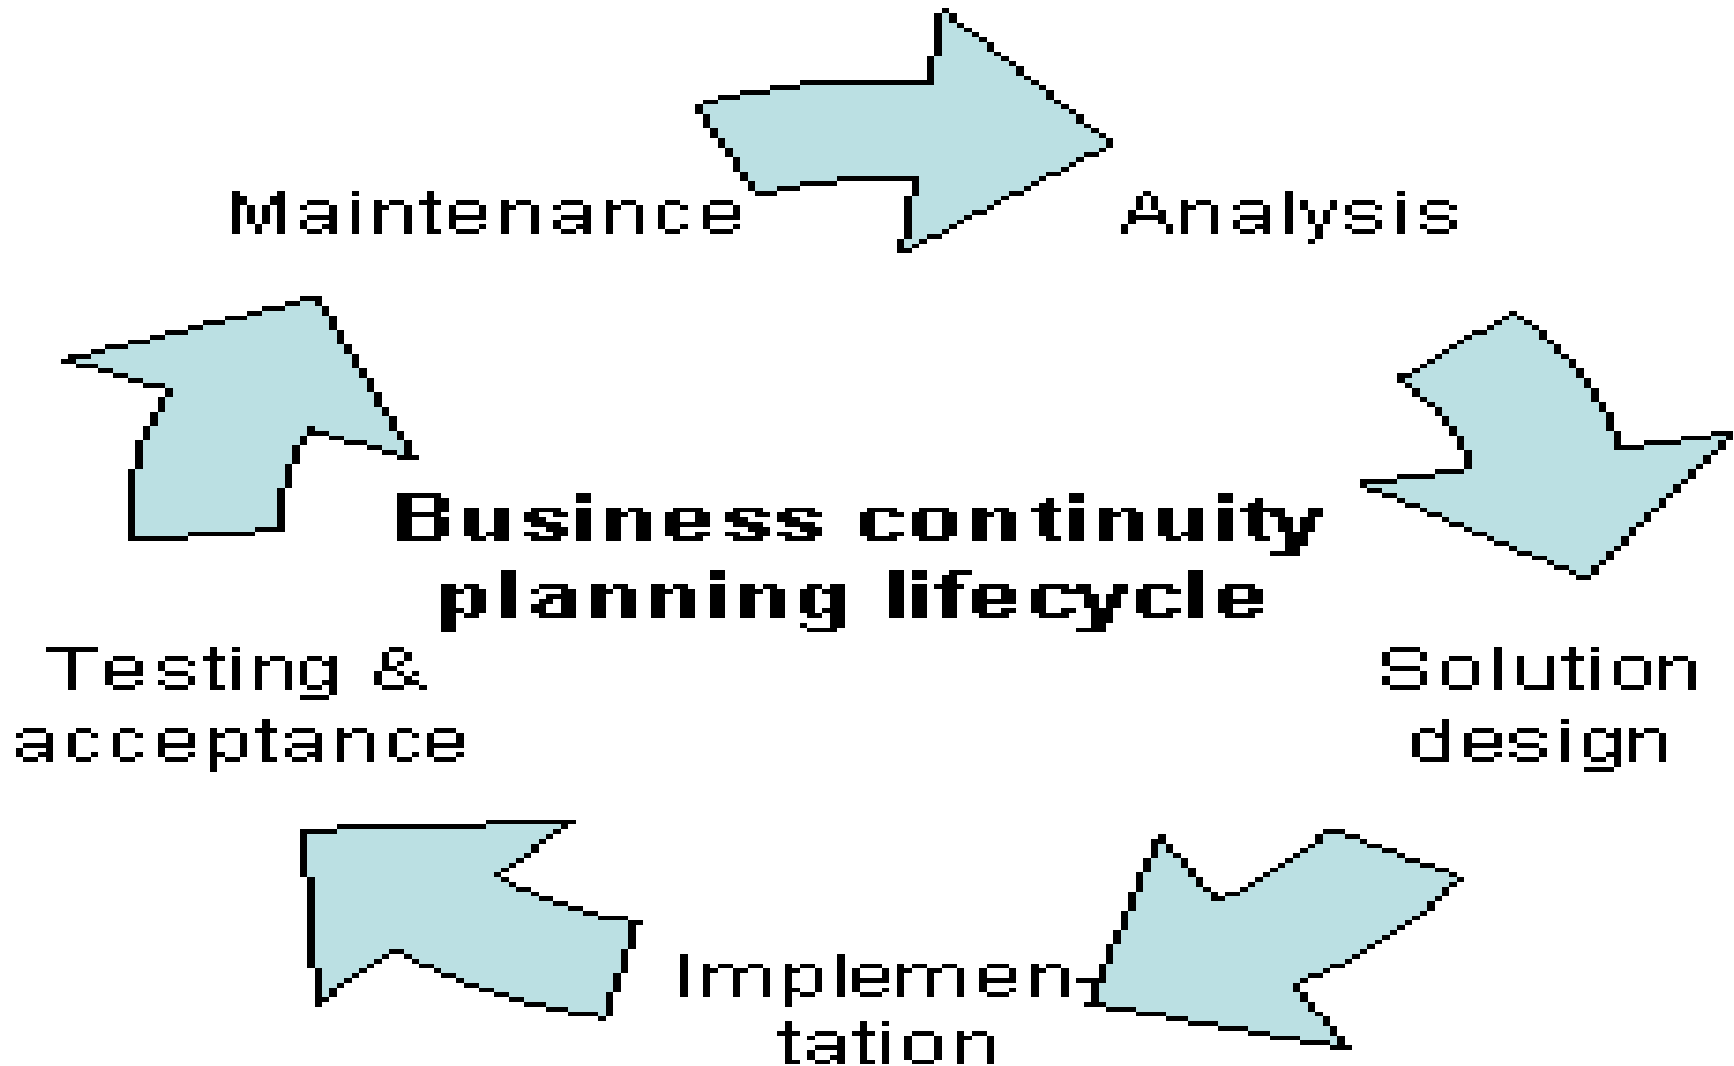 Maintenance
Analysis
Business continuity
planning lifecycle
Testing &
acceptance
Solution
design
Implemen-
tation